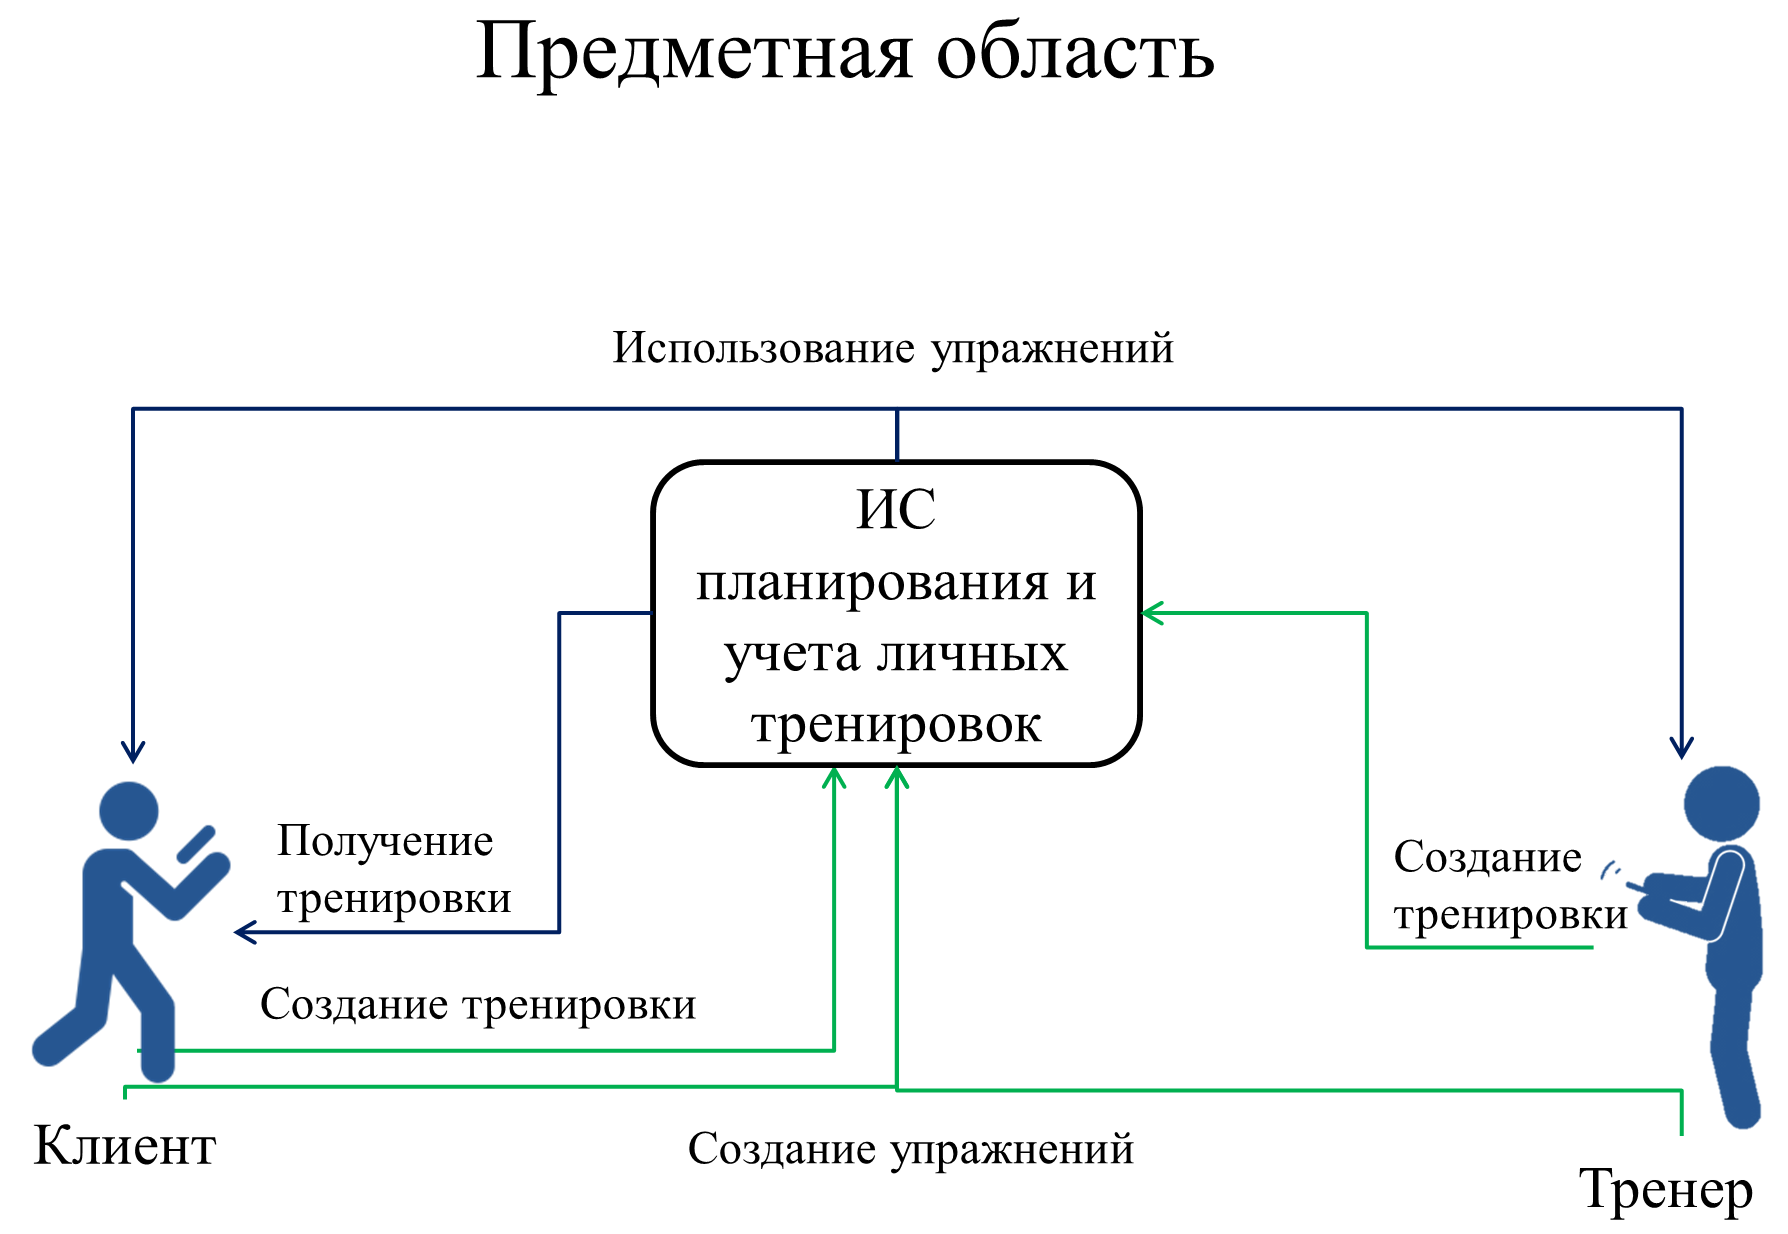 Предметная область
Использование упражнений
ИС
планирования и
учета личных
тренировок
Получение
тренировки
Создание
тренировки
Создание тренировки
Клиент
Создание упражнений
Тренер